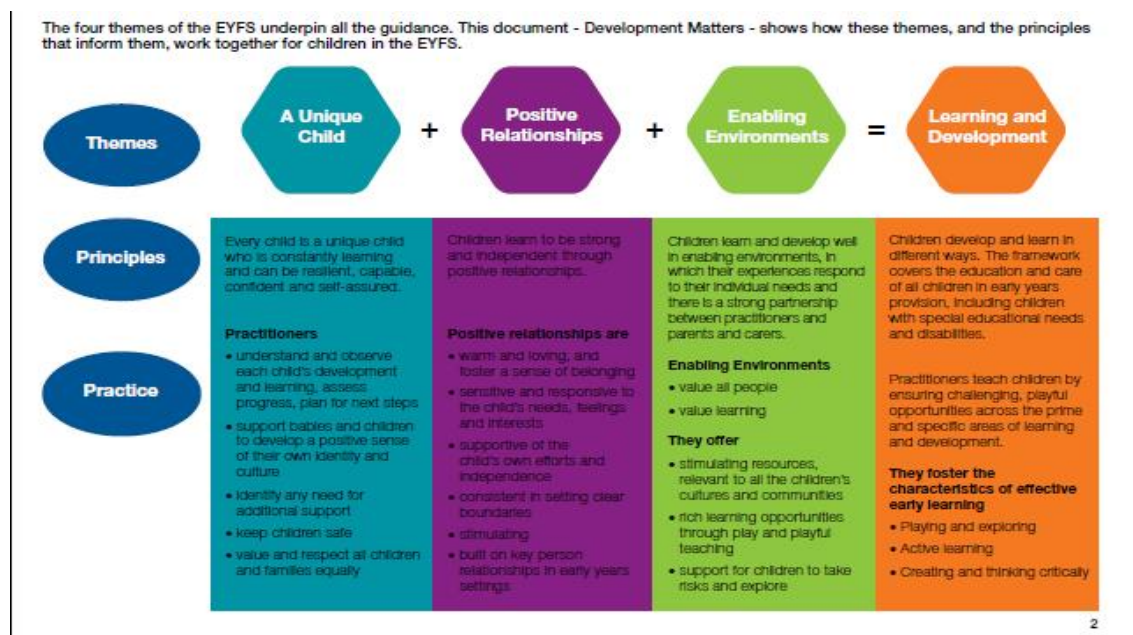 The four themes of the EYFS underpin all the guidance. This document - Development Matters - shows how these themes, and the principles
that inform them, work together for children in the EYFS.
Themes
A Unique
Child
+
Positive
Relationships
+
Enabling
Environments
=
Learning and
Development
Principles
Every child is a unique child
who is constantly learning
and can be resilient, capable,
confident and self-assured.
Children learn to be strong
and independent through
positive relationships.
Children learn and develop well
in enabling environments, in
which their experiences respond
to their individual needs and
there is a strong partnership
between practitioners and
parents and carers.
Children develop and learn in
different ways. The framework
covers the education and care
of all children in early years
provision, including children
with special educational needs
and disabilities.
Practice
Practitioners
• understand and observe
each child's development
and learning, assess
progress, plan for next steps
• support babies and children
to develop a positive sense
of their own identity and
culture
• identify any need for
additional support
• keep children safe
• value and respect all children
and families equally
Positive relationships are
• warm and loving, and
foster a sense of belonging
• sensitive and responsive to
the child's needs, feelings
and interests
• supportive of the
child's own efforts and
independence
• consistent in setting clear
boundaries
• stimulating
• built on key person
relationships in early years
settings
Enabling Environments
• value all people
• value learning
They offer
• stimulating resources,
relevant to all the children's
cultures and communities
• rich learning opportunities
through play and playful
teaching
• support for children to take
risks and explore
Practitioners teach children by
ensuring challenging, playful
opportunities across the prime
and specific areas of learning
and development.
They foster the
characteristics of effective
early learning
• Playing and exploring
• Active learning
• Creating and thinking critically
2